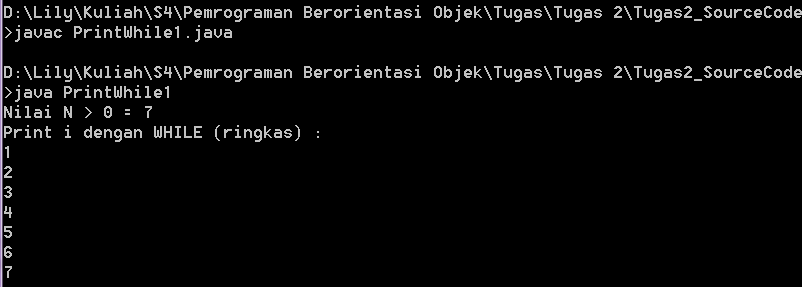 D:\Lily\Kuliah\S4\Pemrograman Berorientasi Objek\Tugas\Tugas 2\Tugas2_SourceCode
>javac PrintWhile1.java
D:\Lily\Kuliah\S4\Pemrograman Berorientasi Objek\Tugas\Tugas 2\Tugas2_SourceCode
>java PrintWhile1
Nilai N > 0 = 7
Print i dengan WHILE (ringkas) :
1
2
3
4
5
6
7